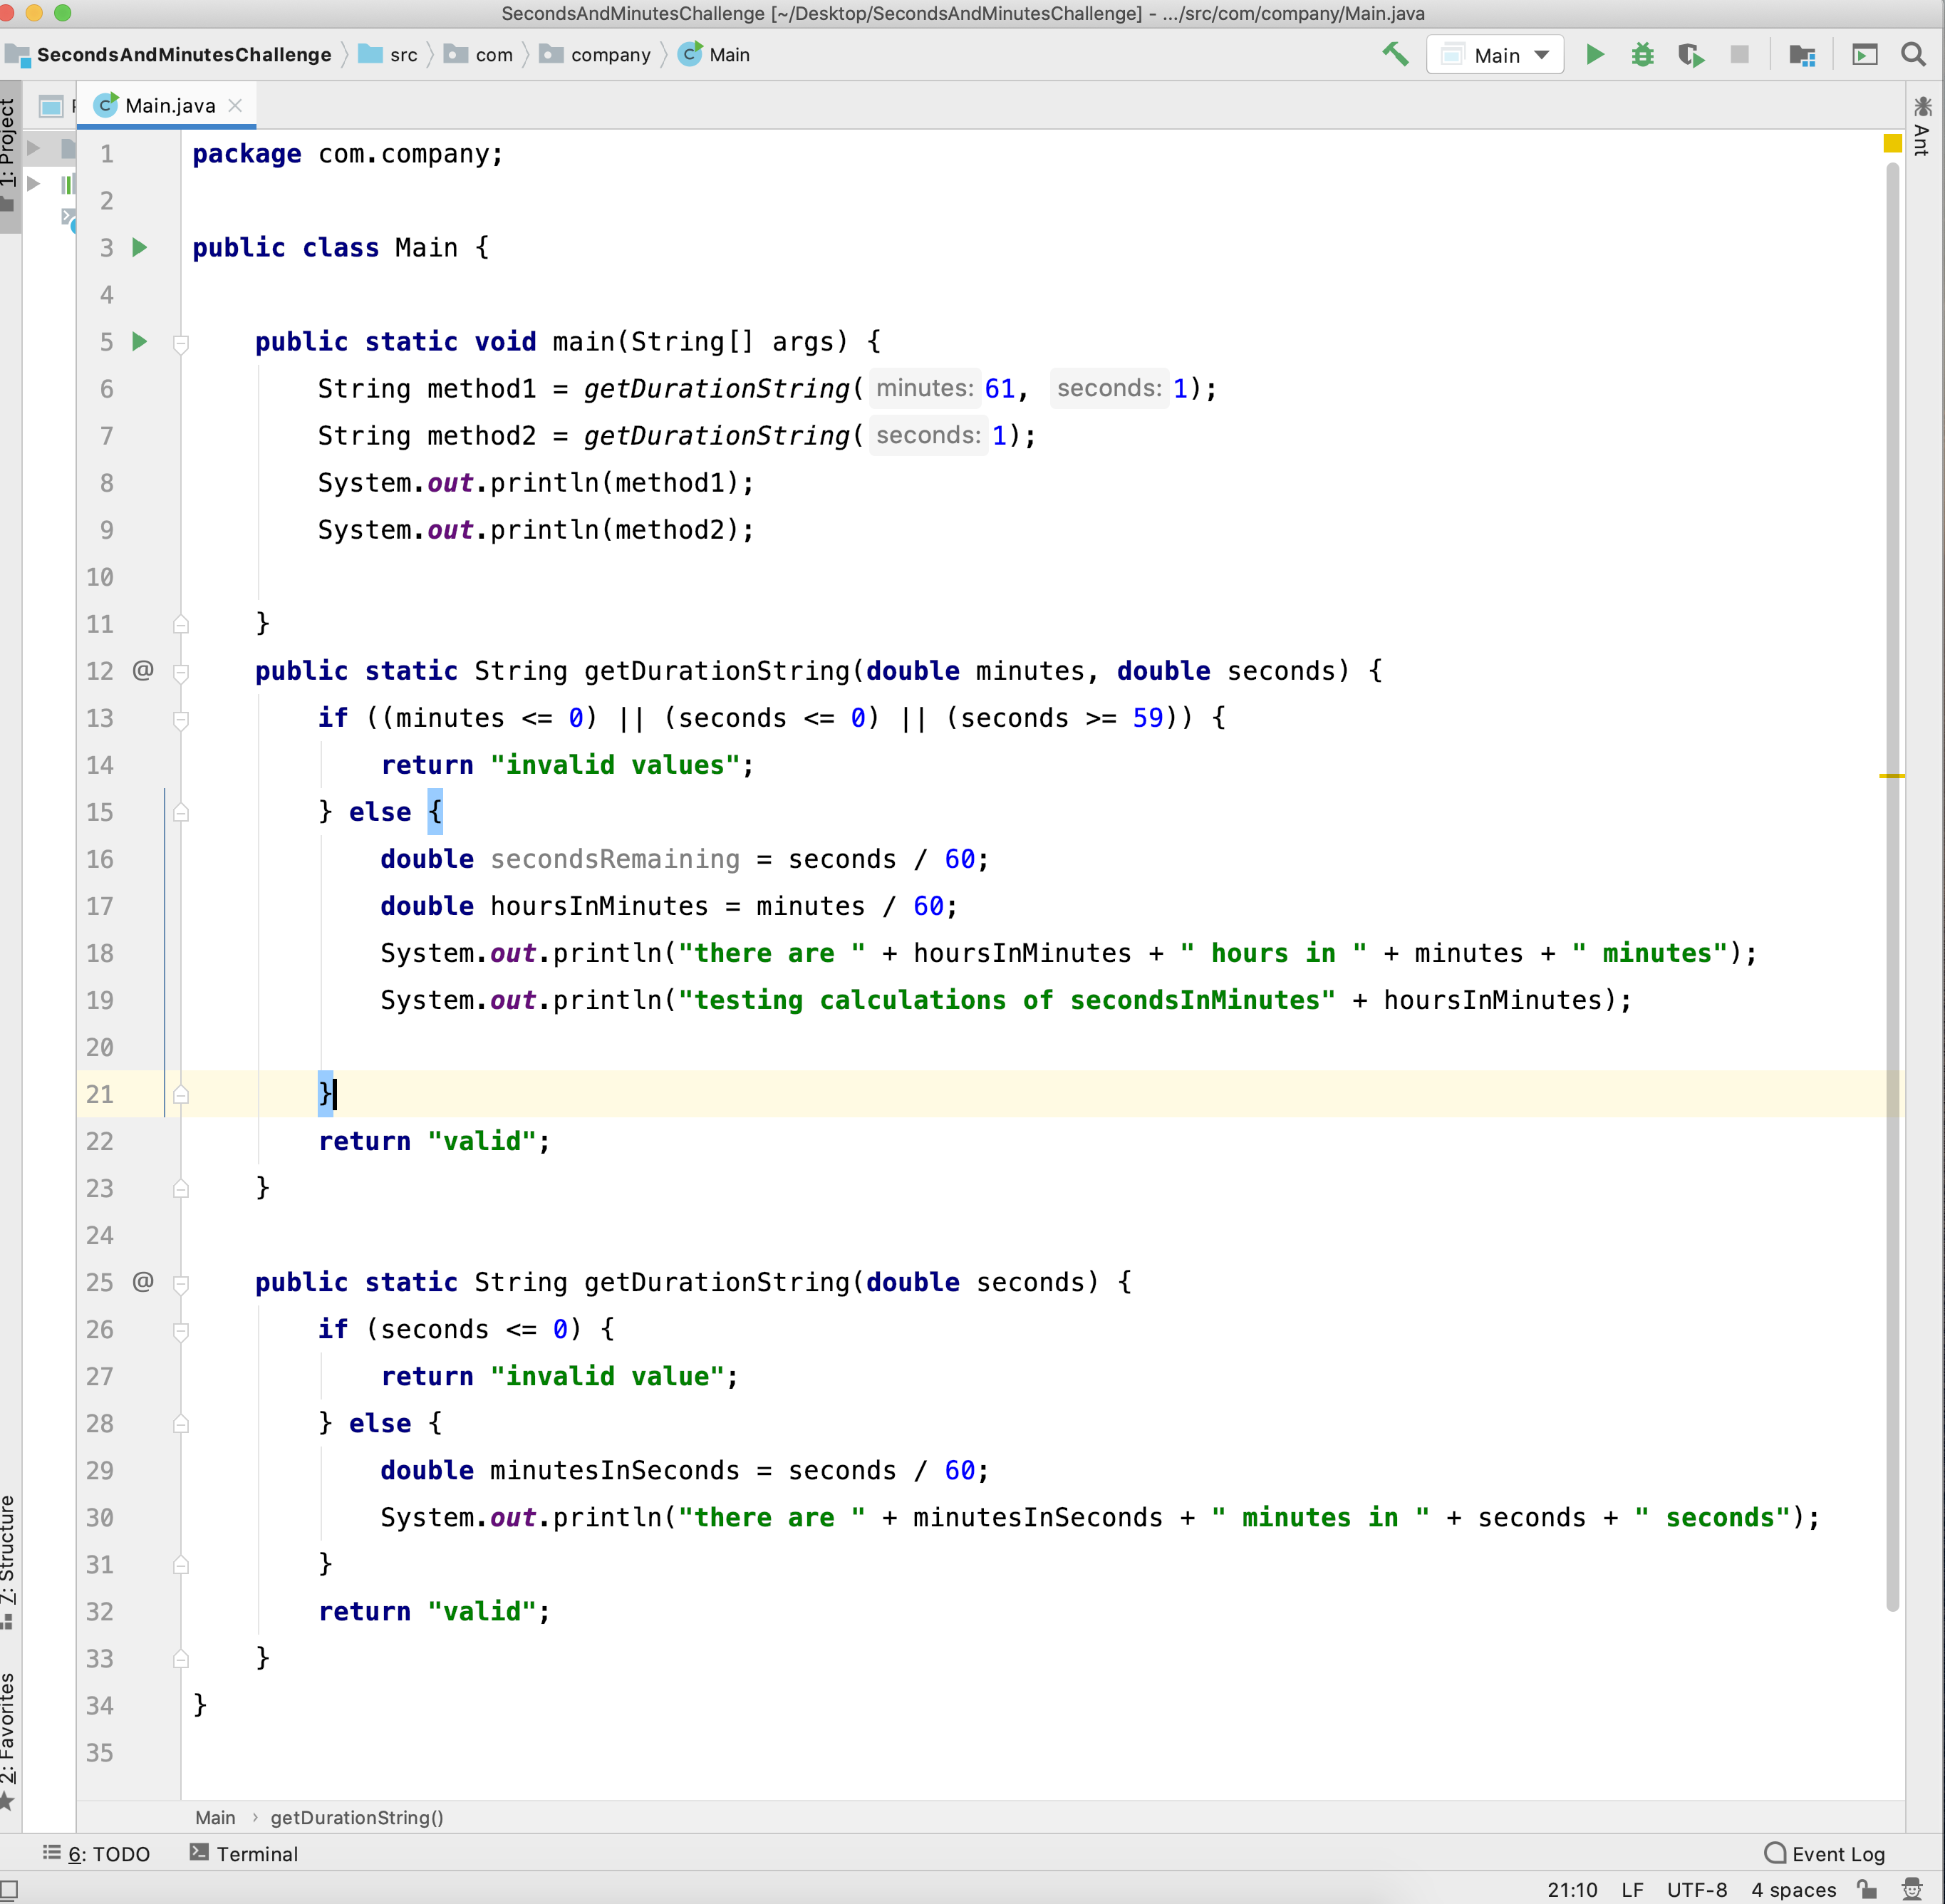 SecondsAndMinutesChallenge [~/Desktop/SecondsAndMinutesChallenge] - .../src/com/company/Main.java
SecondsAndMinutesChallenge src com company Main Main
1: Project
Main.java
Ant
1 package com.company;
2
3 public class Main {
4
5     public static void main(String[] args) {
6         String method1 = getDurationString( minutes: 61, seconds: 1);
7         String method2 = getDurationString( seconds: 1);
8         System.out.println(method1);
9         System.out.println(method2);
10
11     }
12 @     public static String getDurationString(double minutes, double seconds) {
13         if ((minutes <= 0) || (seconds <= 0) || (seconds >= 59)) {
14             return "invalid values";
15         } else {
16             double secondsRemaining = seconds / 60;
17             double hoursInMinutes = minutes / 60;
18             System.out.println("there are " + hoursInMinutes + " hours in " + minutes + " minutes");
19             System.out.println("testing calculations of secondsInMinutes" + hoursInMinutes);
20
21         }
22         return "valid";
23     }
24
25 @     public static String getDurationString(double seconds) {
26         if (seconds <= 0) {
27             return "invalid value";
28         } else {
29             double minutesInSeconds = seconds / 60;
30             System.out.println("there are " + minutesInSeconds + " minutes in " + seconds + " seconds");
31         }
32         return "valid";
33     }
34 }
35
7: Structure
2: Favorites
Main › getDurationString()
6: TODO Terminal Event Log
21:10 LF UTF-8 4 spaces